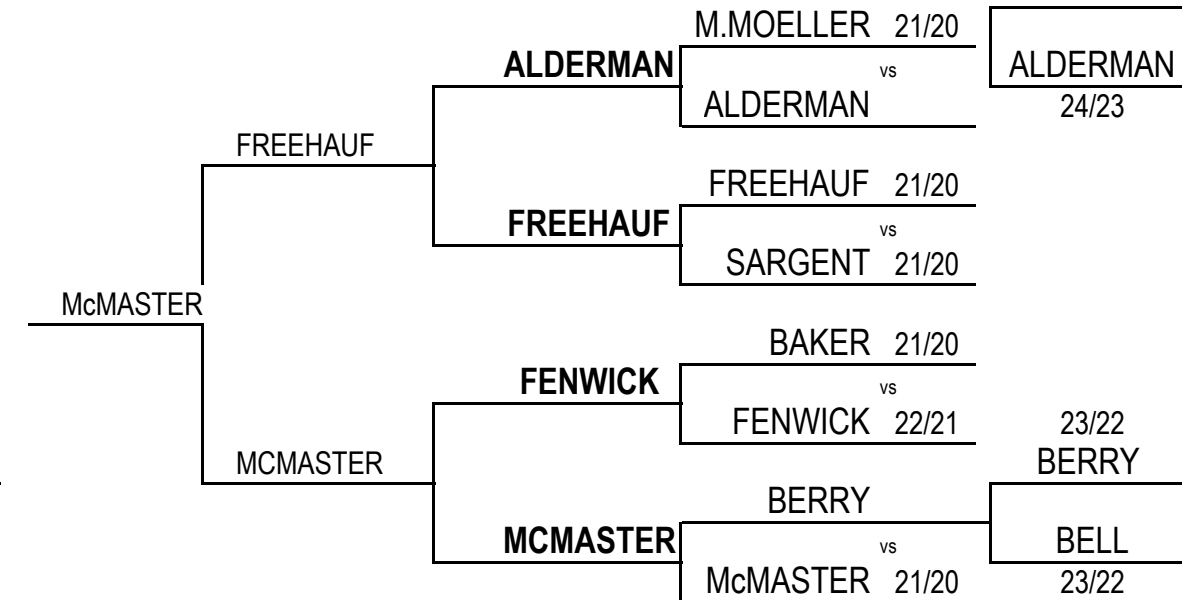 M.MOELLER 21/20
ALDERMAN vs ALDERMAN
ALDERMAN 24/23
FREEHAUF
FREEHAUF 21/20
FREEHAUF vs
SARGENT 21/20
McMASTER
BAKER 21/20
FENWICK vs
FENWICK 22/21 23/22
MCMASTER BERRY
BERRY
MCMASTER vs BELL
McMASTER 21/20 23/22